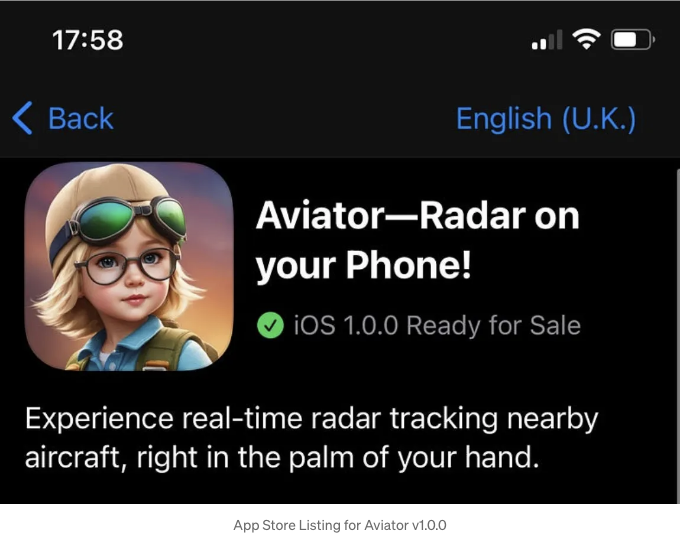 17:58
Back
English (U.K.)
Aviator—Radar on
your Phone!
iOS 1.0.0 Ready for Sale
Experience real-time radar tracking nearby
aircraft, right in the palm of your hand.
App Store Listing for Aviator v1.0.0